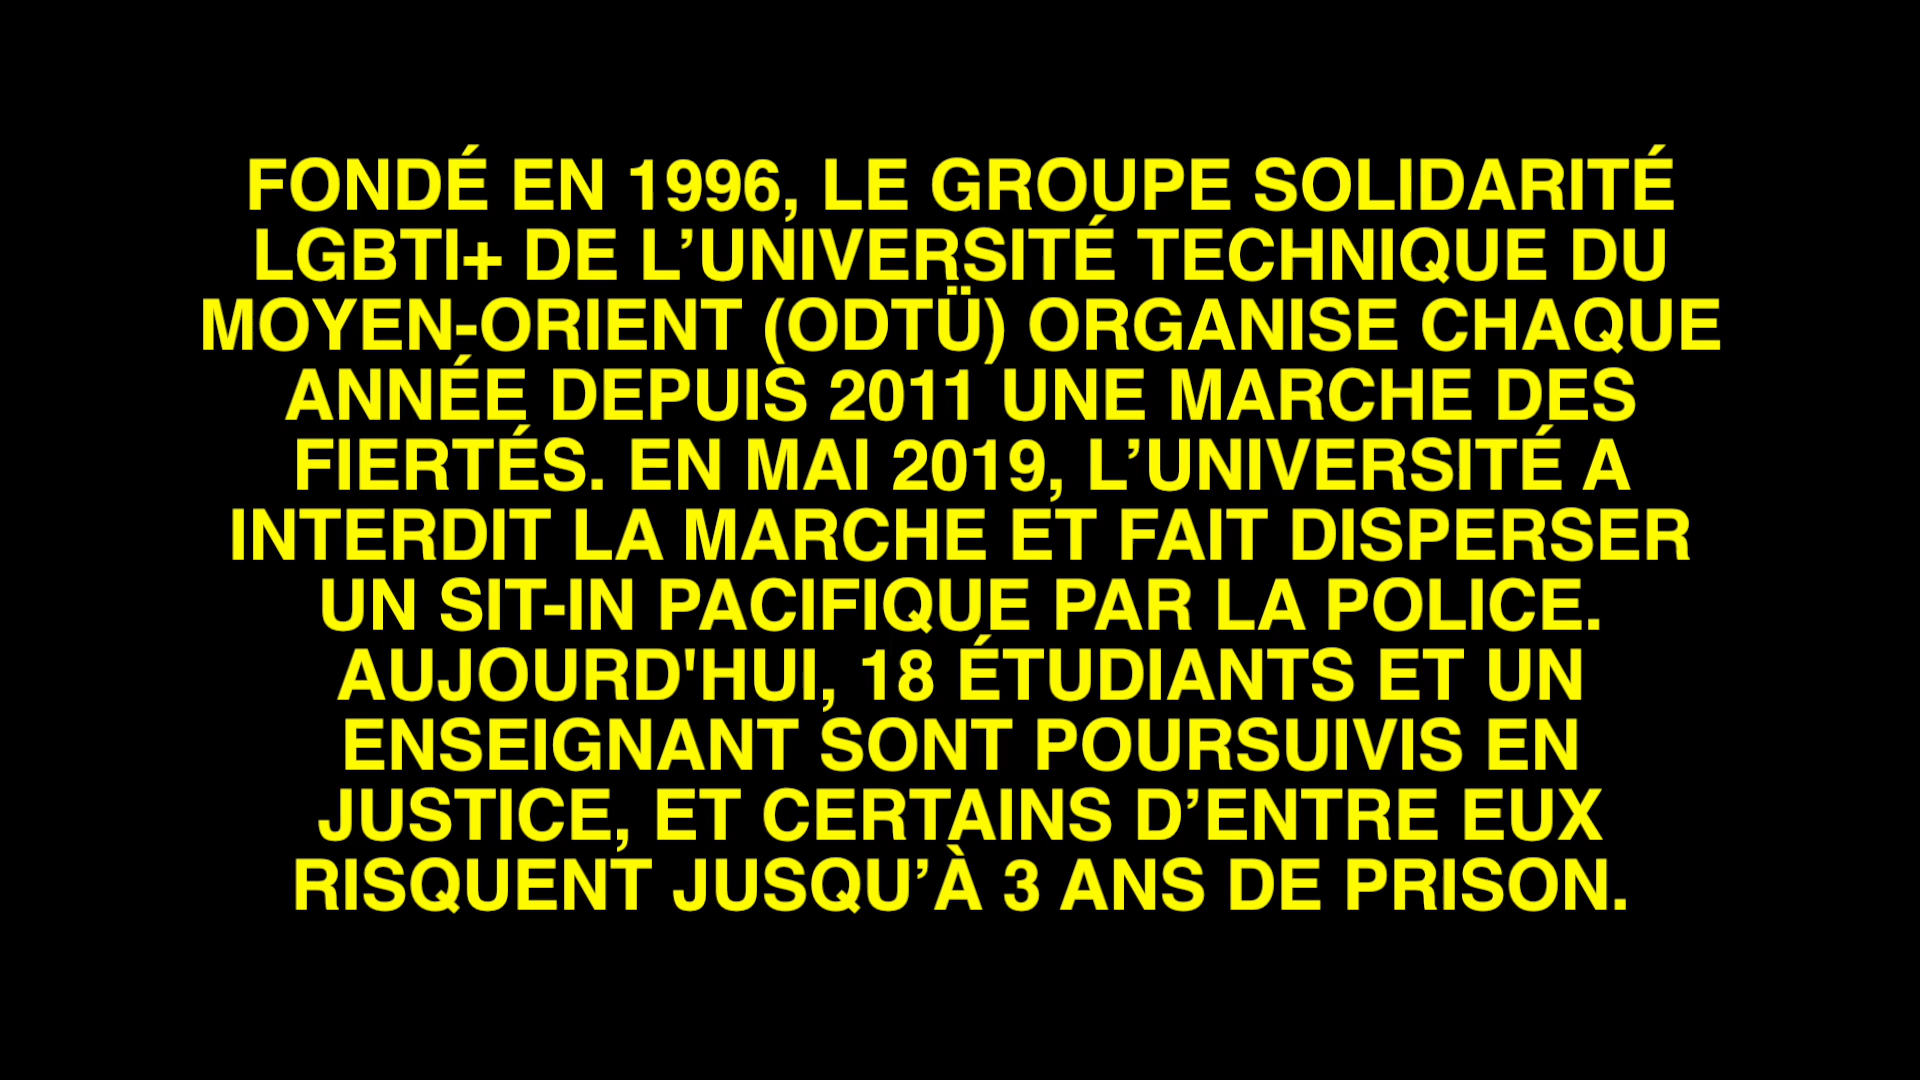 FONDÉ EN 1996, LE GROUPE SOLIDARITÉ
LGBTI+ DE L’UNIVERSITÉ TECHNIQUE DU
MOYEN-ORIENT (ODTÜ) ORGANISE CHAQUE
ANNÉE DEPUIS 2011 UNE MARCHE DES
FIERTÉS. EN MAI 2019, L’UNIVERSITÉ A
INTERDIT LA MARCHE ET FAIT DISPERSER
UN SIT-IN PACIFIQUE PAR LA POLICE.
AUJOURD'HUI, 18 ÉTUDIANTS ET UN
ENSEIGNANT SONT POURSUIVIS EN
JUSTICE, ET CERTAINS D’ENTRE EUX
RISQUENT JUSQU’À 3 ANS DE PRISON.